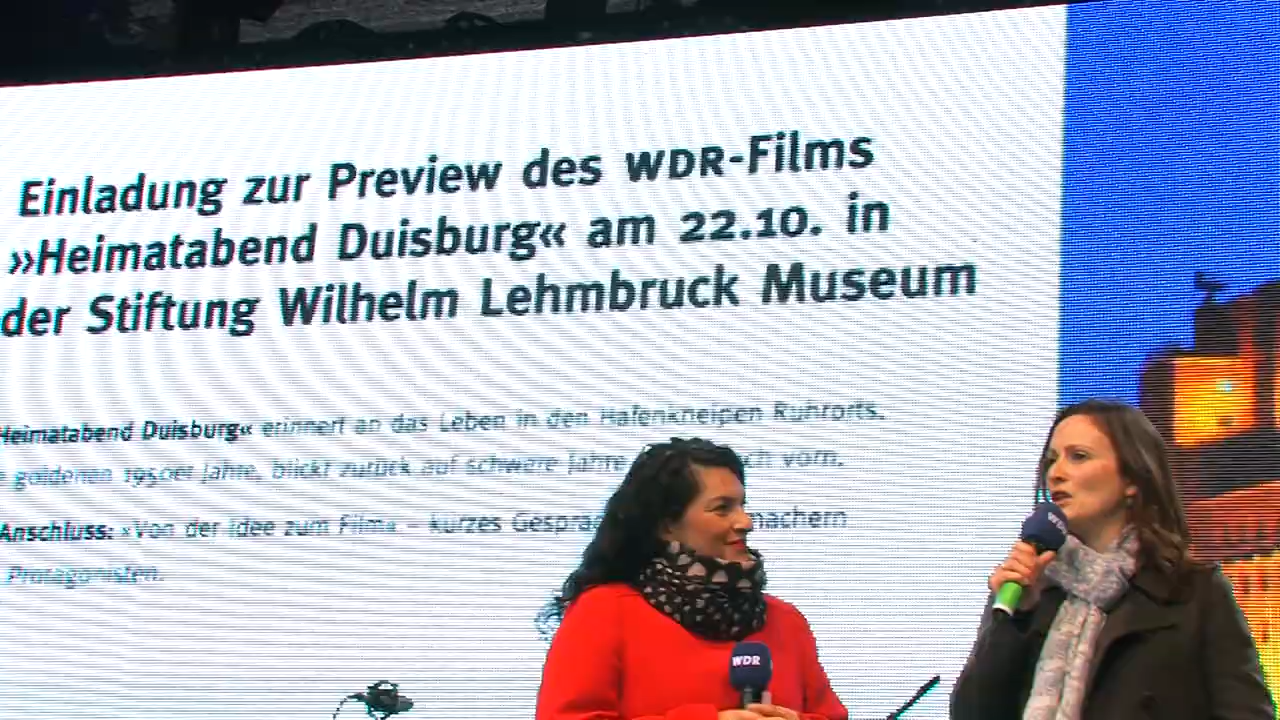 Einladung zur Preview des WDR-Films
»Heimatabend Duisburg« am 22.10. in
der Stiftung Wilhelm Lehmbruck Museum
Heimatabend Duisburg« erinnert an das Leben in den Hafenkneipen Ruhrorts.
goldenen 1950er Jahre, blickt zurück auf schwere Jahre vorn.
Anschluss: »Von der Idee zum Film« – kurzes
Protagonisten.
WDR